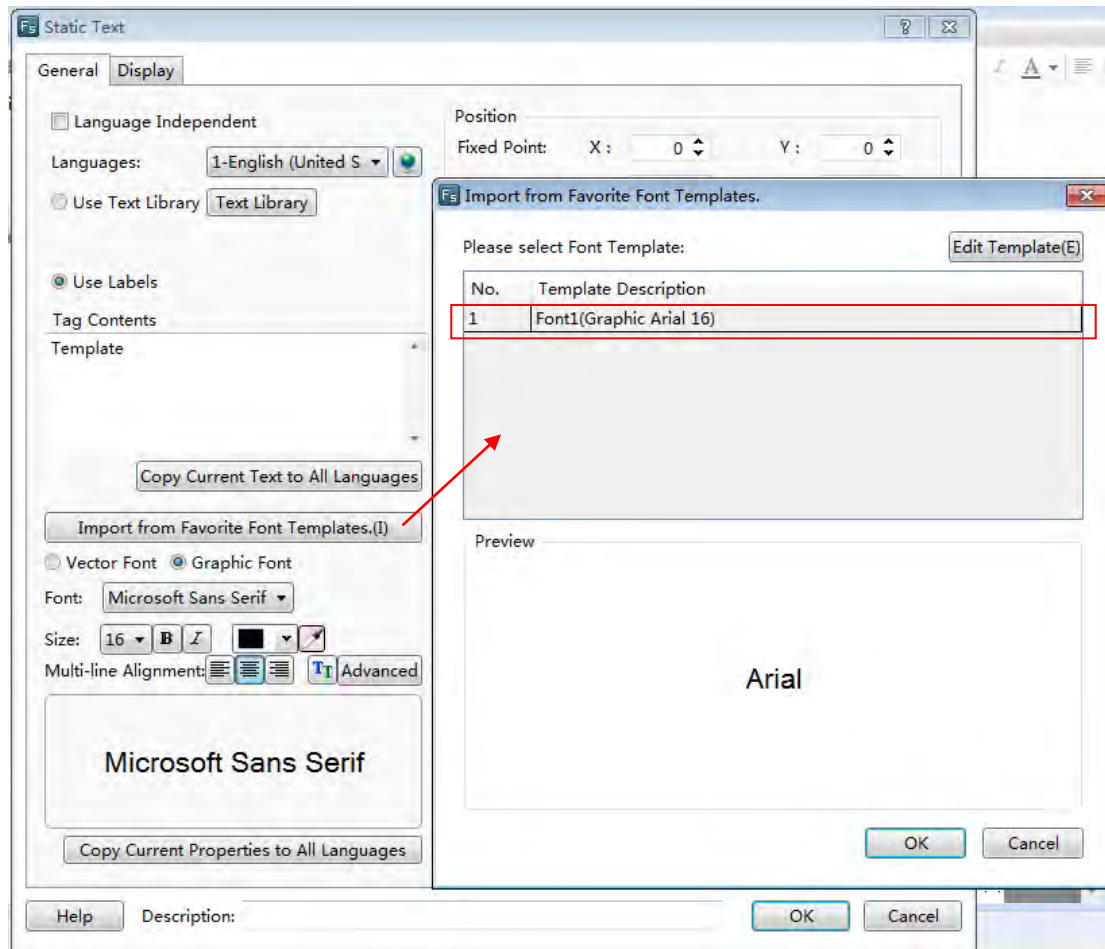 Fs Static Text
General Display
Language Independent
Languages: 1-English (United S
Use Text Library Text Library
Use Labels
Tag Contents
Template
Copy Current Text to All Languages
Import from Favorite Font Templates.(I)
Vector Font Graphic Font
Font: Microsoft Sans Serif
Size: 16 B I
Multi-line Alignment: TT Advanced
Microsoft Sans Serif
Copy Current Properties to All Languages
Help Description: OK Cancel
Position
Fixed Point: X : 0 Y : 0
A
Fs Import from Favorite Font Templates.
Please select Font Template: Edit Template(E)
No. Template Description
1 Font1(Graphic Arial 16)
Preview
Arial
OK Cancel